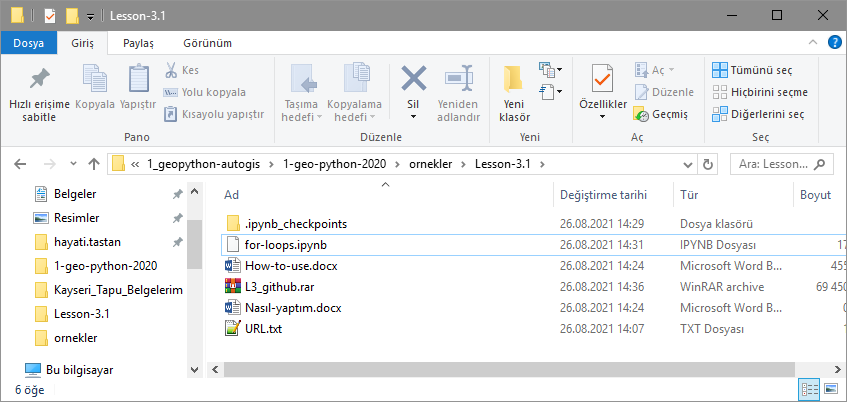 Lesson-3.1
Dosya Giriş Paylaş Görünüm
Hızlı erişime sabitle
Kopyala
Yapıştır
Kes
Yolu kopyala
Kısayolu yapıştır
Pano
Taşıma hedefi
Kopyalama hedefi
Sil
Yeniden adlandır
Düzenle
Yeni klasör
Yeni
Özellikler
Aç
Düzenle
Geçmiş
Aç
Tümünü seç
Hiçbirini seçme
Diğerlerini seç
Seç
« 1_geopython-autogis > 1-geo-python-2020 > ornekler > Lesson-3.1 >
Ara: Lesson...
Belgeler
Resimler
hayati.tastan
1-geo-python-2020
Kayseri_Tapu_Belgelerim
Lesson-3.1
ornekler
Bu bilgisayar
Ad Değiştirme tarihi Tür Boyut
.ipynb_checkpoints 26.08.2021 14:29 Dosya klasörü
for-loops.ipynb 26.08.2021 14:31 IPYNB Dosyası 17
How-to-use.docx 26.08.2021 14:24 Microsoft Word B... 455
L3_github.rar 26.08.2021 14:36 WinRAR archive 69 450
Nasıl-yaptım.docx 26.08.2021 14:24 Microsoft Word B... 0
URL.txt 26.08.2021 14:07 TXT Dosyası 1
6 öğe